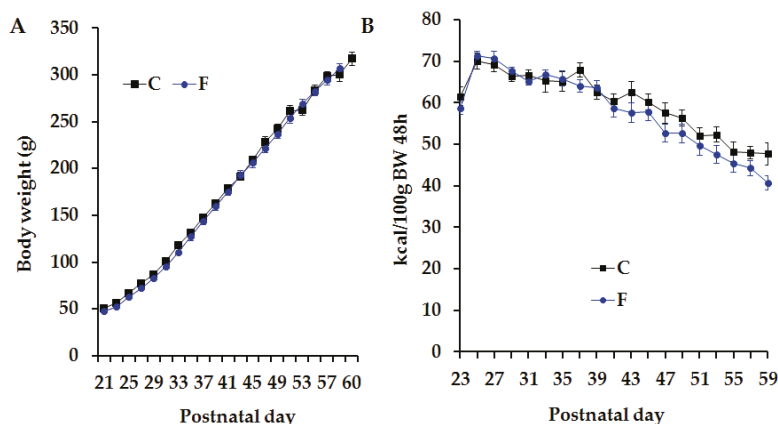 A
Body weight (g)
350
300
250
200
150
100
50
0
C F
21 25 29 33 37 41 45 49 53 57 60
Postnatal day
B
kcal/100g BW 48h
80
70
60
50
40
30
20
10
0
C
F
23 27 31 35 39 43 47 51 55 59
Postnatal day